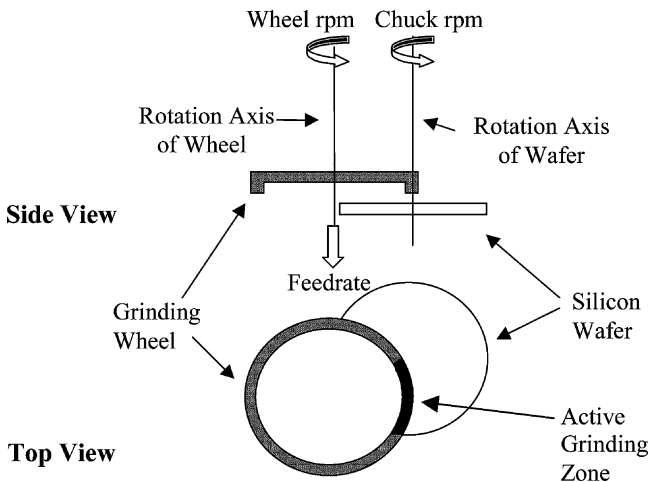 Wheel rpm
Chuck rpm
Rotation Axis
of Wheel
Rotation Axis
of Wafer
Side View
Feedrate
Grinding
Wheel
Silicon
Wafer
Active
Grinding
Zone
Top View